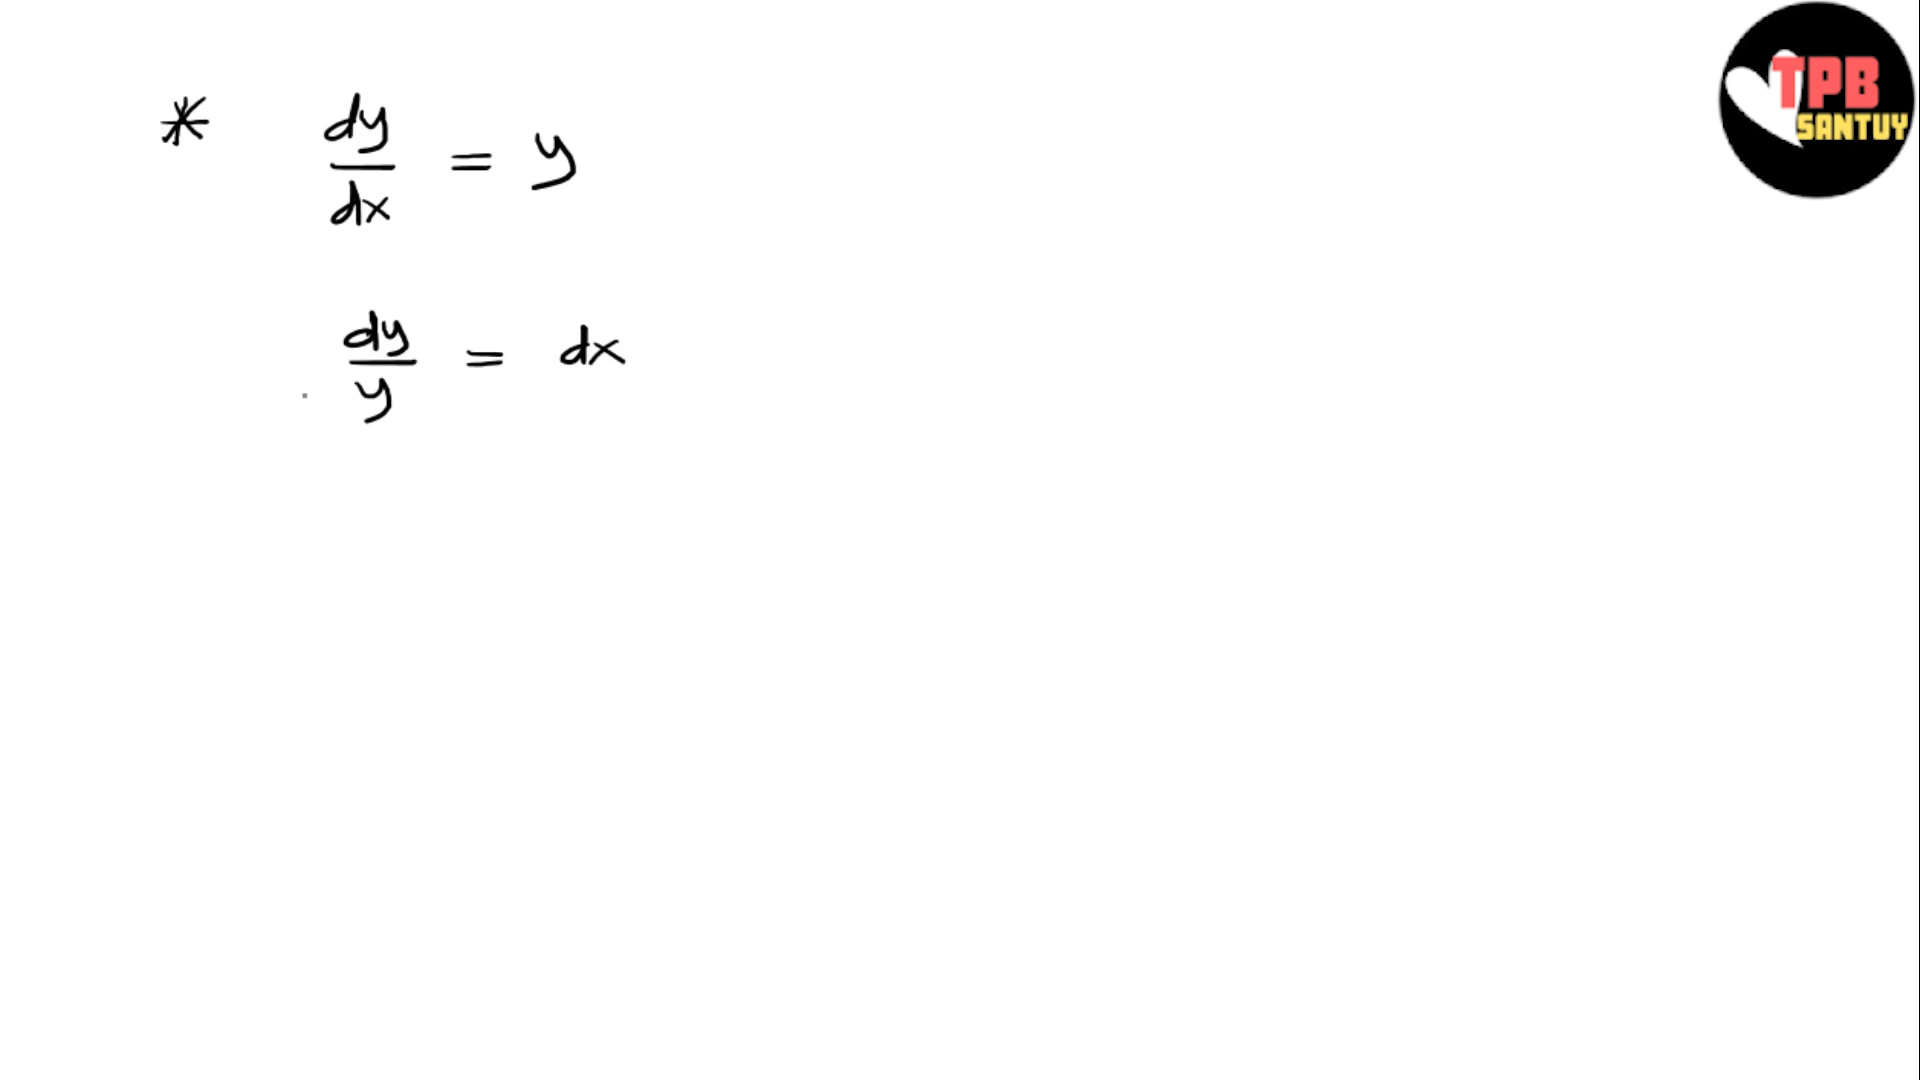 * dy/dx = y
dy/y = dx
TPB
SANTUY